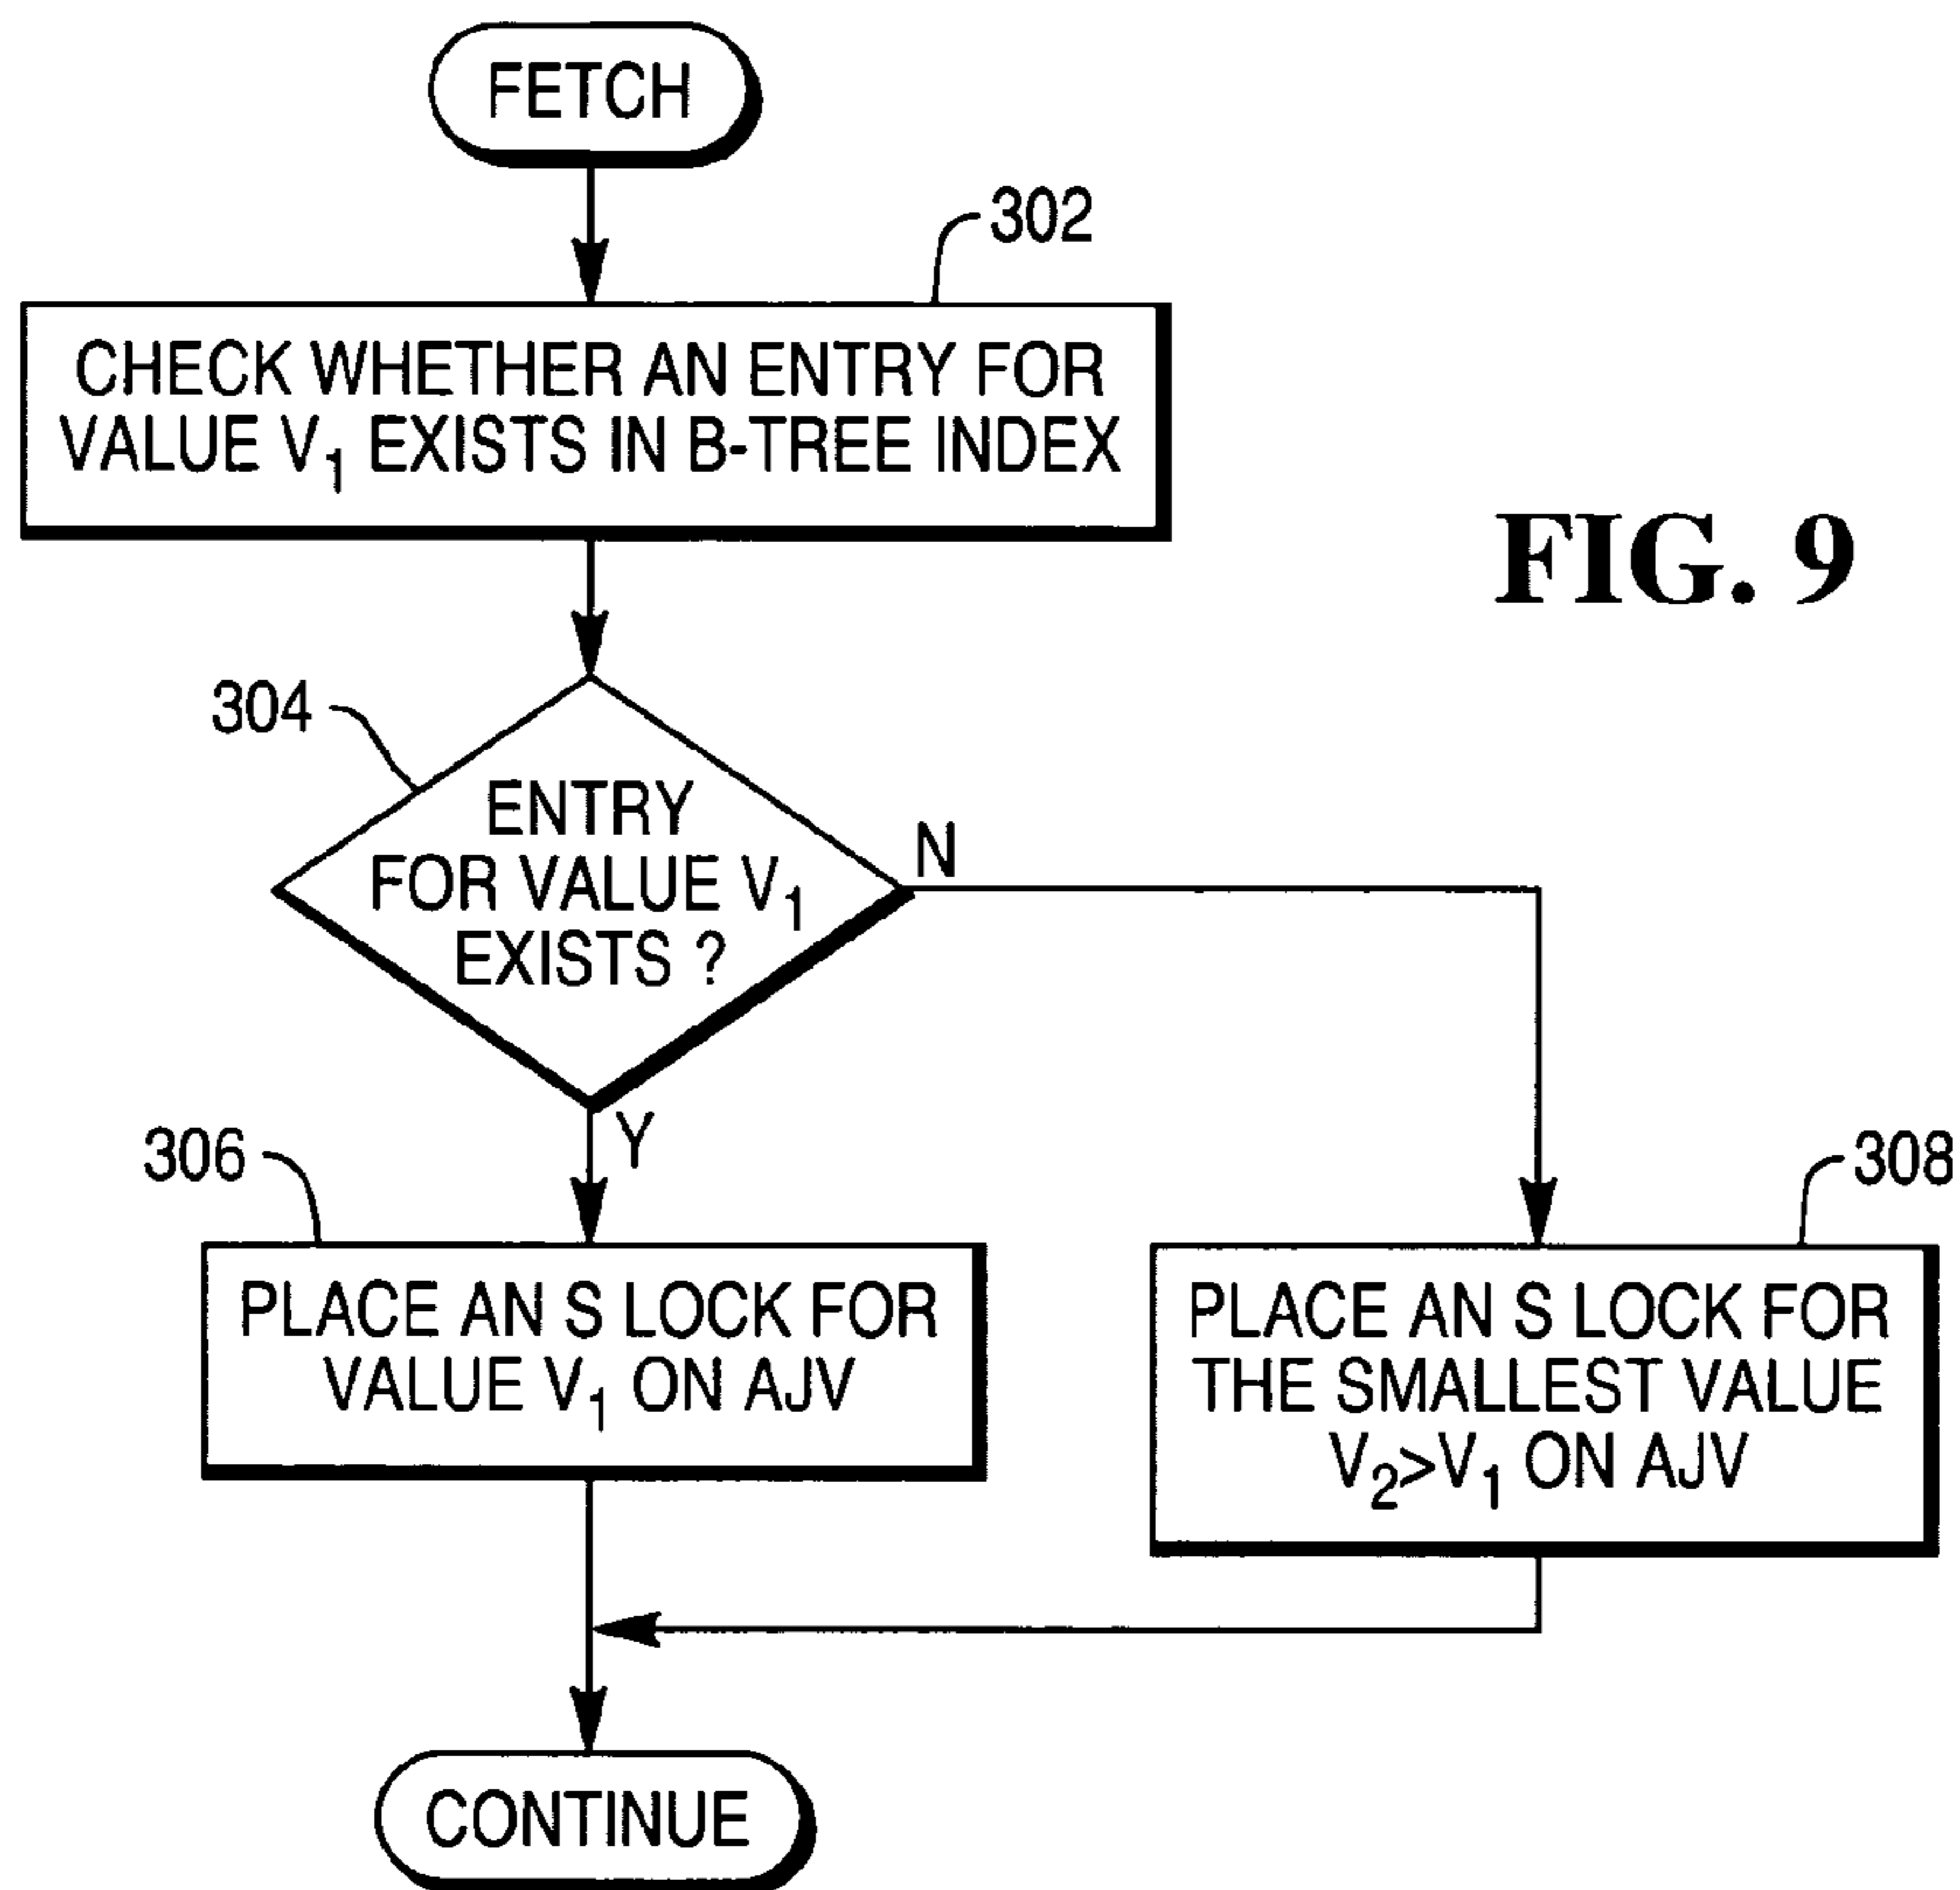 FETCH
302
CHECK WHETHER AN ENTRY FOR
VALUE V₁ EXISTS IN B-TREE INDEX
FIG. 9
304
ENTRY
FOR VALUE V₁
EXISTS ?
N
Y
306
PLACE AN S LOCK FOR
VALUE V₁ ON AJV
308
PLACE AN S LOCK FOR
THE SMALLEST VALUE
V₂>V₁ ON AJV
CONTINUE